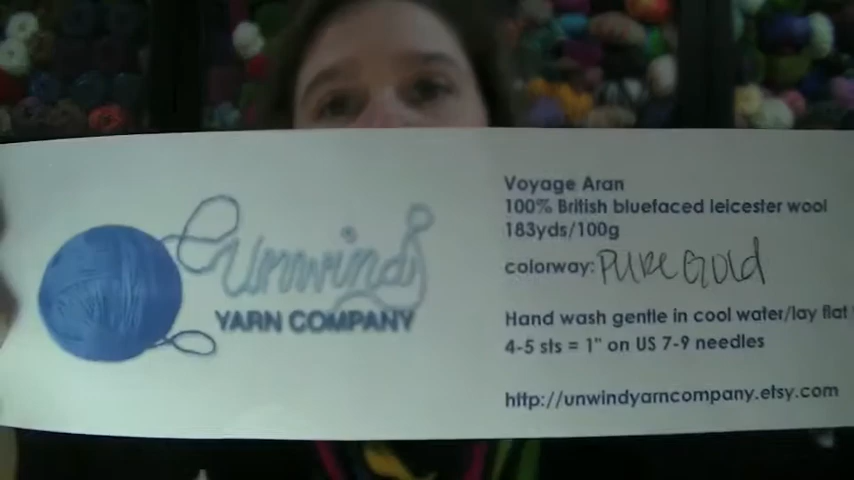 Unwind
YARN COMPANY
Voyage Aran
100% British bluefaced leicester wool
183yds/100g
colorway: PURE GOld
Hand wash gentle in cool water/lay flat
4-5 sts = 1" on US 7-9 needles
http://unwindyarncompany.etsy.com